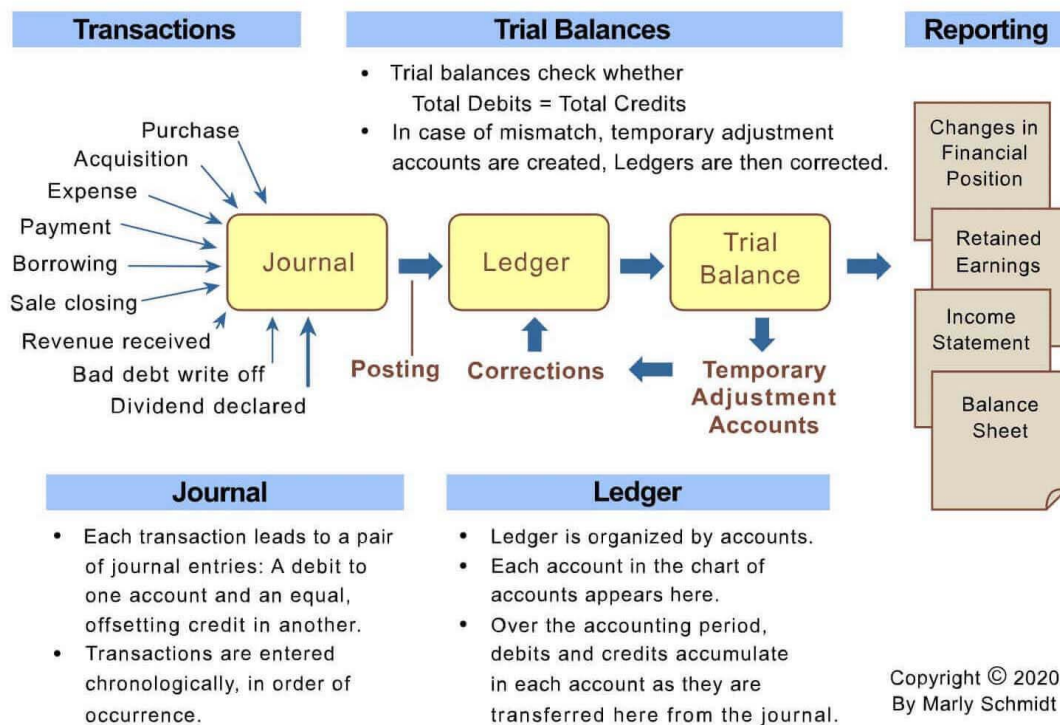 Transactions
Trial Balances
Reporting
• Trial balances check whether
Total Debits = Total Credits
• In case of mismatch, temporary adjustment
accounts are created, Ledgers are then corrected.
Purchase
Acquisition
Expense
Payment
Borrowing
Sale closing
Revenue received
Bad debt write off
Dividend declared
Journal
Ledger
Trial
Balance
Posting
Corrections
Temporary
Adjustment
Accounts
Changes in
Financial
Position
Retained
Earnings
Income
Statement
Balance
Sheet
Journal
• Each transaction leads to a pair
of journal entries: A debit to
one account and an equal,
offsetting credit in another.
• Transactions are entered
chronologically, in order of
occurrence.
Ledger
• Ledger is organized by accounts.
• Each account in the chart of
accounts appears here.
• Over the accounting period,
debits and credits accumulate
in each account as they are
transferred here from the journal.
Copyright © 2020
By Marly Schmidt